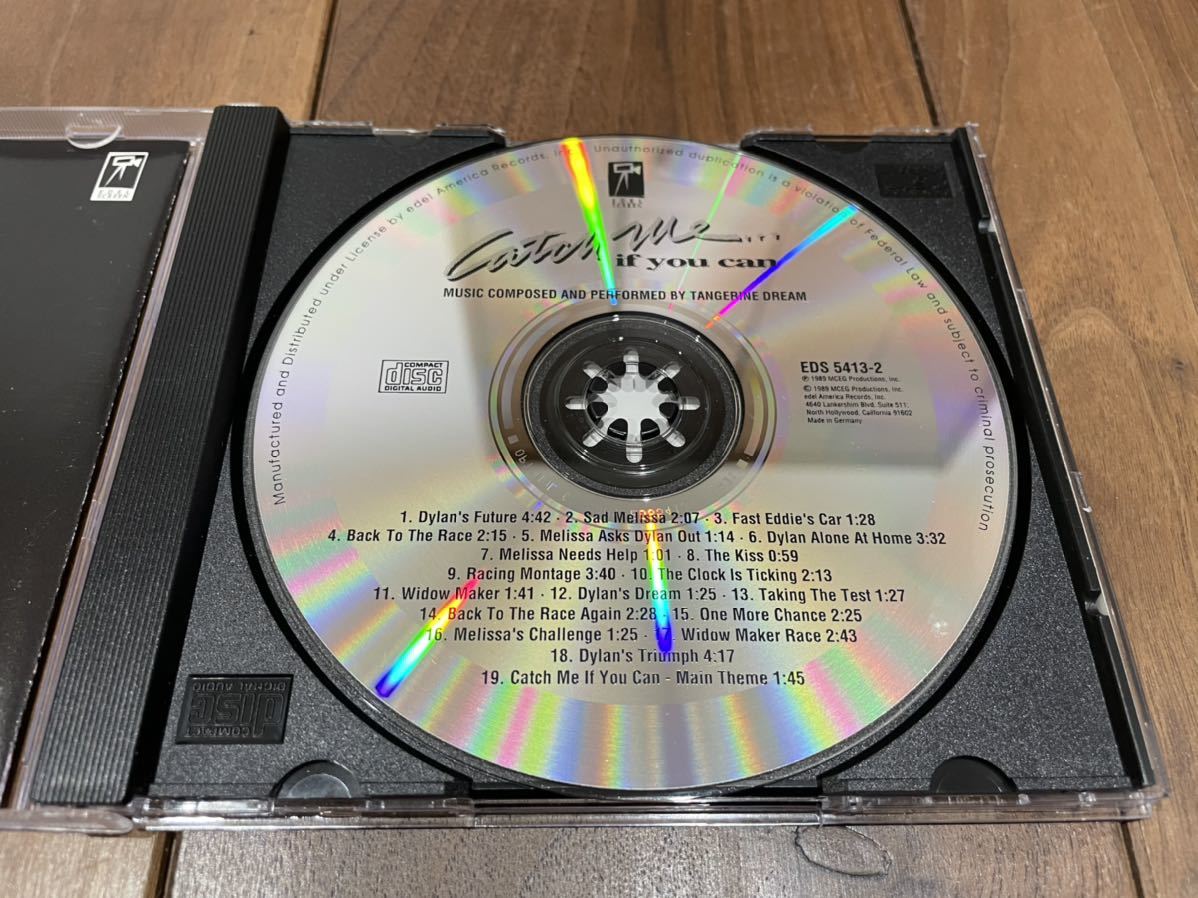 Manufactured and Distributed under License by edel America Records, Inc. Unauthorized duplication is a violation of Federal Law and subject to criminal prosecution
Catch Me....
if you can
MUSIC COMPOSED AND PERFORMED BY TANGERINE DREAM
COMPACT
disc
DIGITAL AUDIO
EDS 5413-2
℗ 1989 MCEG Productions, Inc.
© 1989 MCEG Productions, Inc.
edel America Records, Inc.
4640 Lankershim Blvd, Suite 511,
North Hollywood, California 91602
Made in Germany
1. Dylan's Future 4:42 · 2. Sad Melissa 2:07 · 3. Fast Eddie's Car 1:28
4. Back To The Race 2:15 · 5. Melissa Asks Dylan Out 1:14 · 6. Dylan Alone At Home 3:32
7. Melissa Needs Help 1:01 · 8. The Kiss 0:59
9. Racing Montage 3:40 · 10. The Clock Is Ticking 2:13
11. Widow Maker 1:41 · 12. Dylan's Dream 1:25 · 13. Taking The Test 1:27
14. Back To The Race Again 2:28 · 15. One More Chance 2:25
16. Melissa's Challenge 1:25 · 17. Widow Maker Race 2:43
18. Dylan's Triumph 4:17
19. Catch Me If You Can - Main Theme 1:45
COMPACT
disc
DIGITAL AUDIO